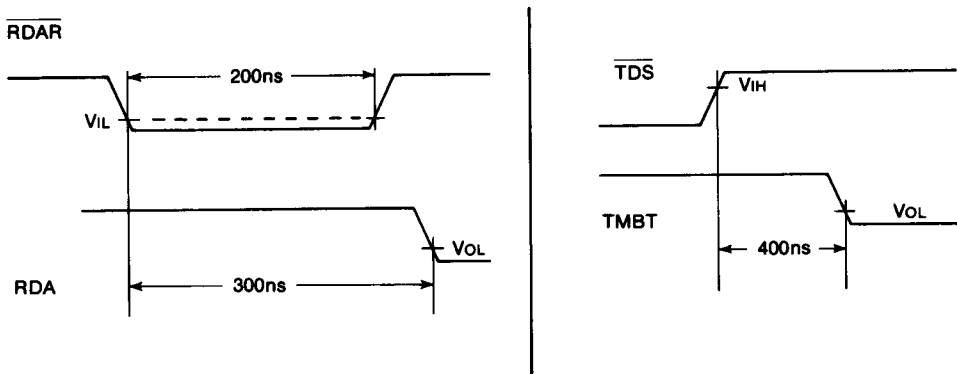 RDAR
200ns
VIL
VOL
RDA
300ns
TDS
VIH
TMBT
VOL
400ns